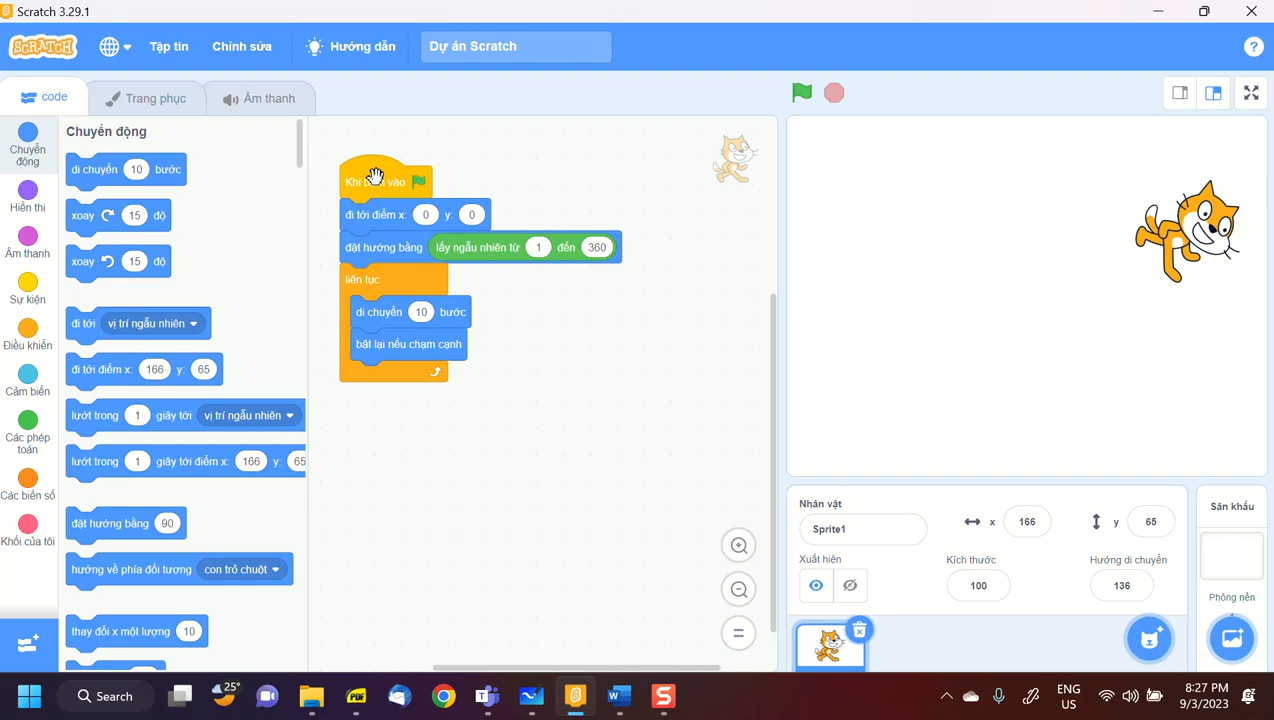 Scratch 3.29.1
SCRATCH
Tập tin
Chỉnh sửa
Hướng dẫn
Dự án Scratch
code
Trang phục
Âm thanh
Chuyển động
Hiển thị
Âm thanh
Sự kiện
Điều khiển
Cảm biến
Các phép toán
Các biến số
Khối của tôi
Chuyển động
di chuyển 10 bước
xoay 15 độ
xoay 15 độ
đi tới vị trí ngẫu nhiên
đi tới điểm x: 166 y: 65
lướt trong 1 giây tới vị trí ngẫu nhiên
lướt trong 1 giây tới điểm x: 166 y: 65
đặt hướng bằng 90
hướng về phía đối tượng con trỏ chuột
thay đổi x một lượng 10
Khi vào
đi tới điểm x: 0 y: 0
đặt hướng bằng lấy ngẫu nhiên từ 1 đến 360
liên tục
di chuyển 10 bước
bật lại nếu chạm cạnh
Nhân vật
Sprite1
x 166
y 65
Xuất hiện
Kích thước
100
Hướng di chuyển
136
Sân khấu
Phông nền
25°
Search
PDF
ENG
US
8:27 PM
9/3/2023